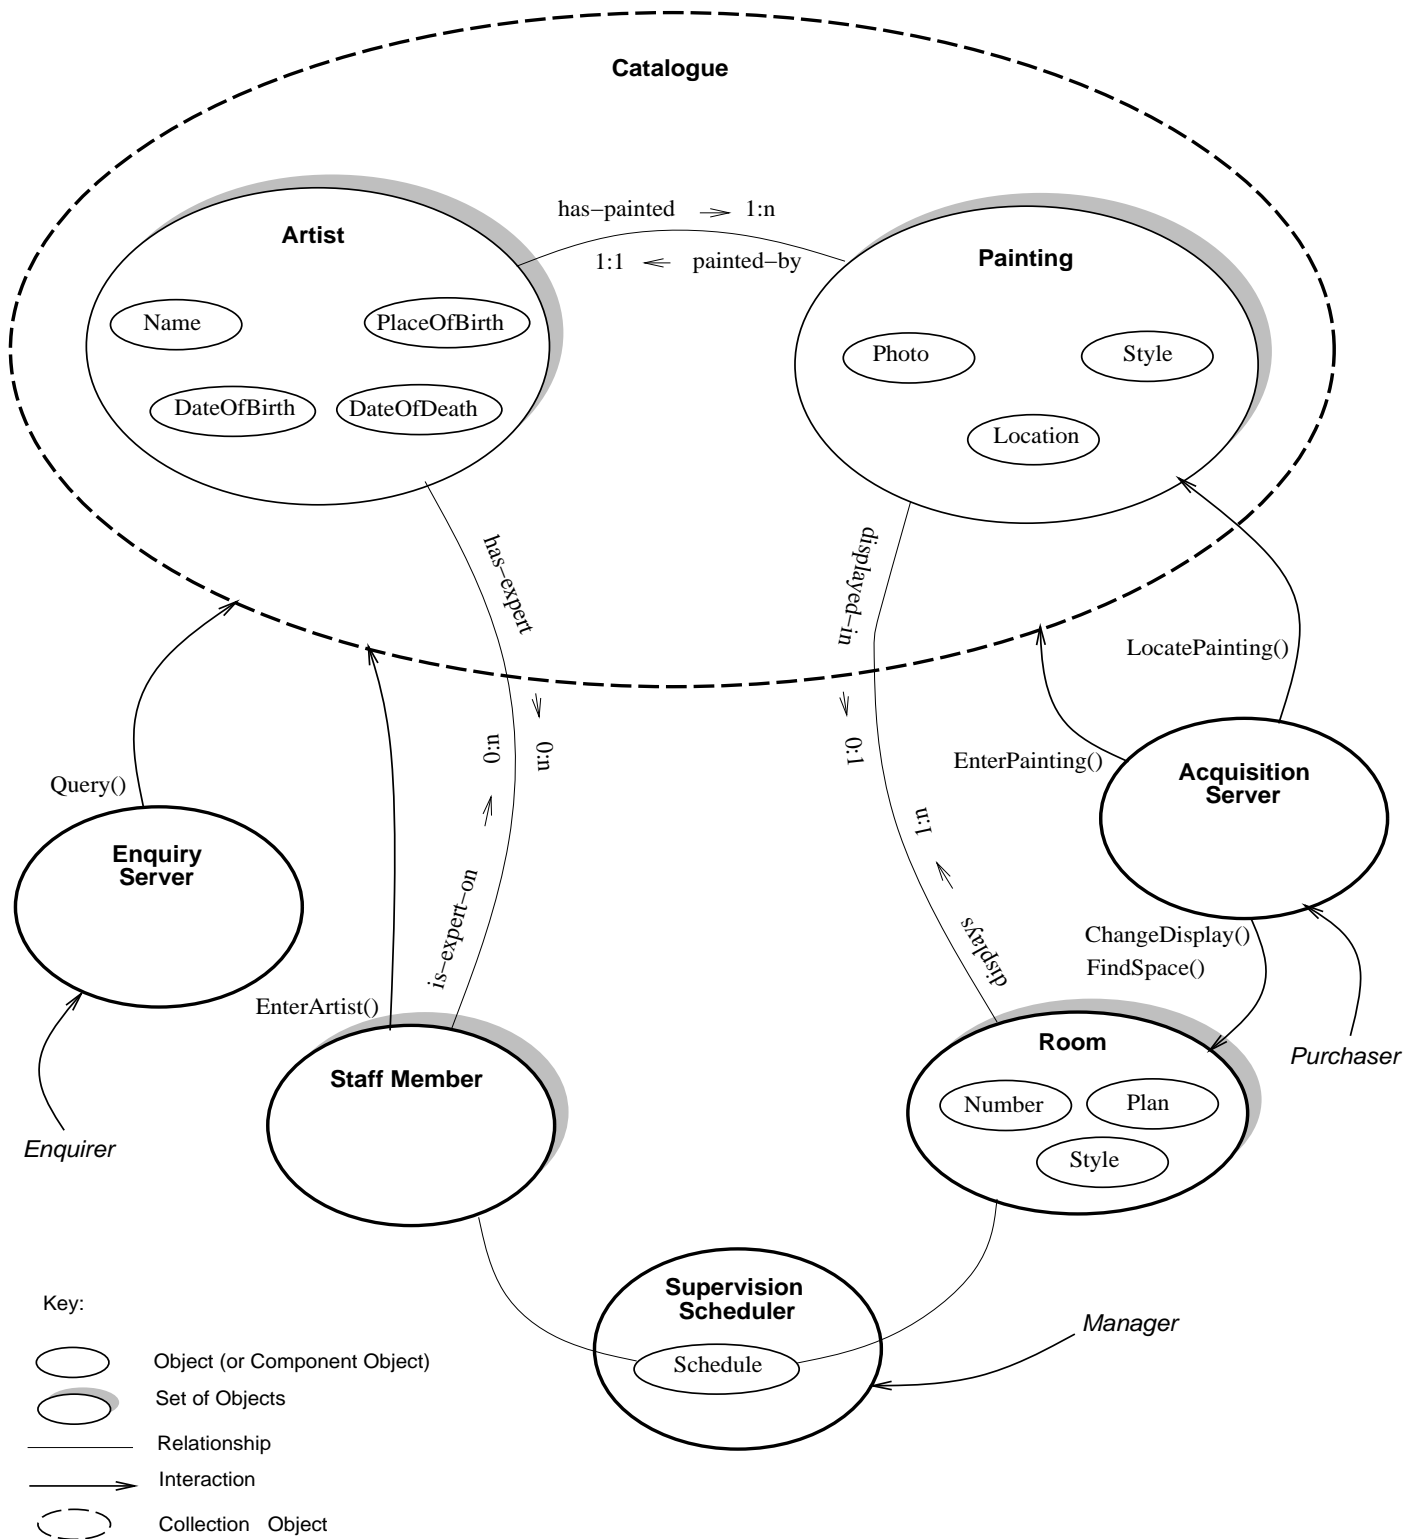 Catalogue
Artist
has−painted → 1:n
1:1 ← painted−by
Painting
Name
PlaceOfBirth
DateOfBirth
DateOfDeath
Photo
Style
Location
has−expert → 0:n
is−expert−on → 0:n
displayed−in → 0:1
displays → 1:n
LocatePainting()
EnterPainting()
Acquisition
Server
Query()
Enquiry
Server
EnterArtist()
ChangeDisplay()
FindSpace()
Staff Member
Room
Number
Plan
Style
Purchaser
Enquirer
Supervision
Scheduler
Schedule
Manager
Key:
Object (or Component Object)
Set of Objects
Relationship
Interaction
Collection Object